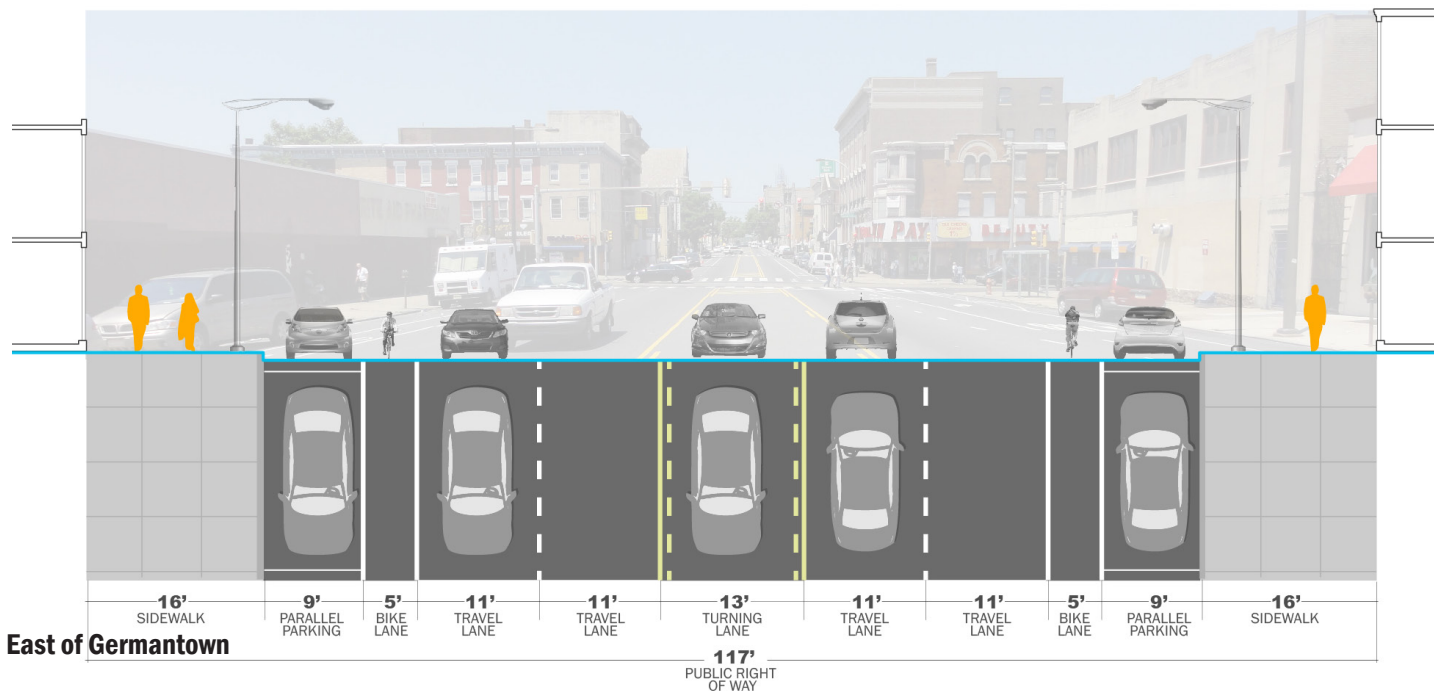 PAY
16’
SIDEWALK
9’
PARALLEL
PARKING
5’
BIKE
LANE
11’
TRAVEL
LANE
11’
TRAVEL
LANE
13’
TURNING
LANE
11’
TRAVEL
LANE
11’
TRAVEL
LANE
5’
BIKE
LANE
9’
PARALLEL
PARKING
16’
SIDEWALK
East of Germantown
117’
PUBLIC RIGHT
OF WAY